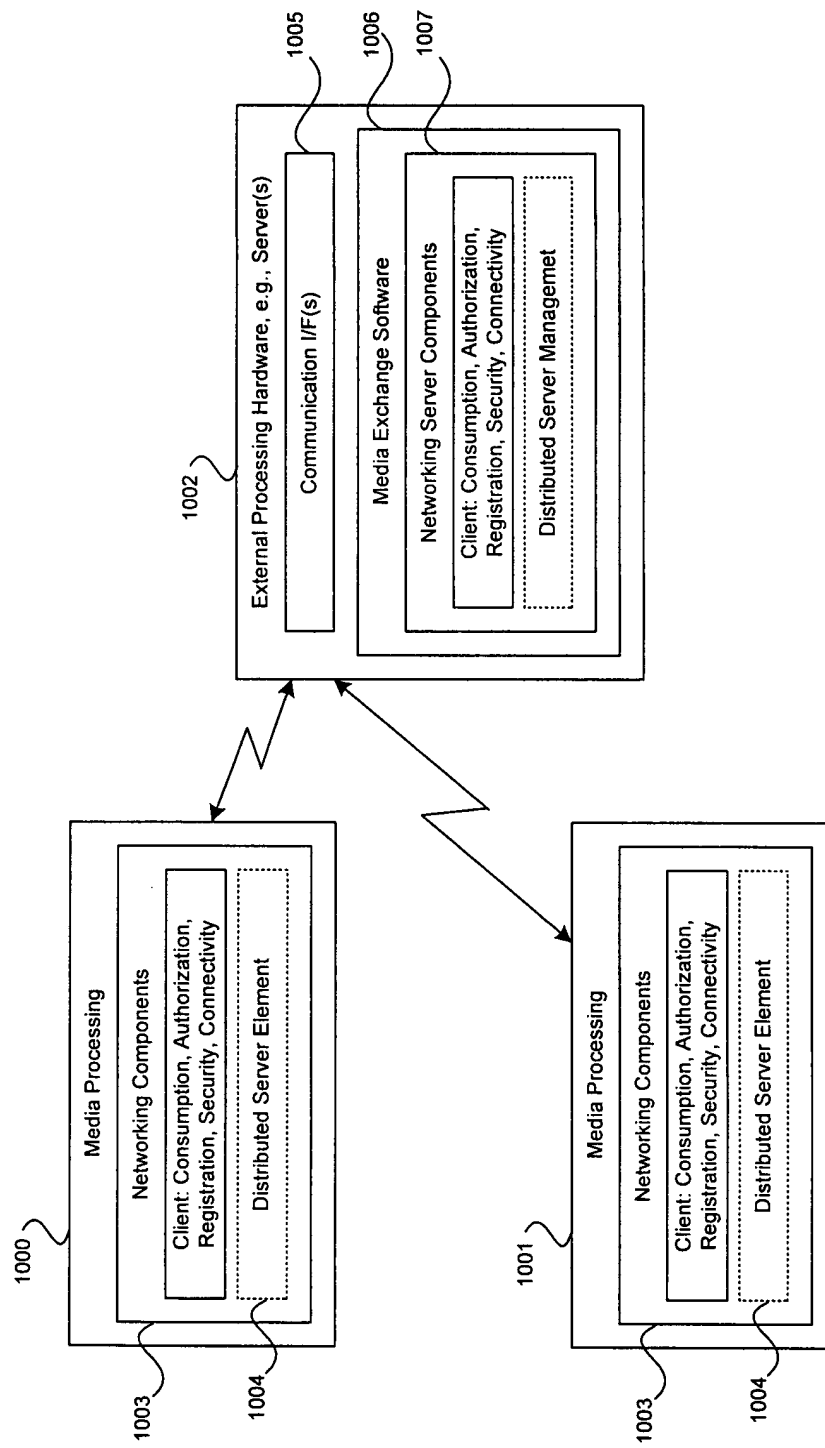 1000
Media Processing
Networking Components
Client: Consumption, Authorization,
Registration, Security, Connectivity
Distributed Server Element
1003
1004
1002
External Processing Hardware, e.g., Server(s)
Communication I/F(s)
Media Exchange Software
Networking Server Components
Client: Consumption, Authorization,
Registration, Security, Connectivity
Distributed Server Managemet
1005
1006
1007
1001
Media Processing
Networking Components
Client: Consumption, Authorization,
Registration, Security, Connectivity
Distributed Server Element
1003
1004